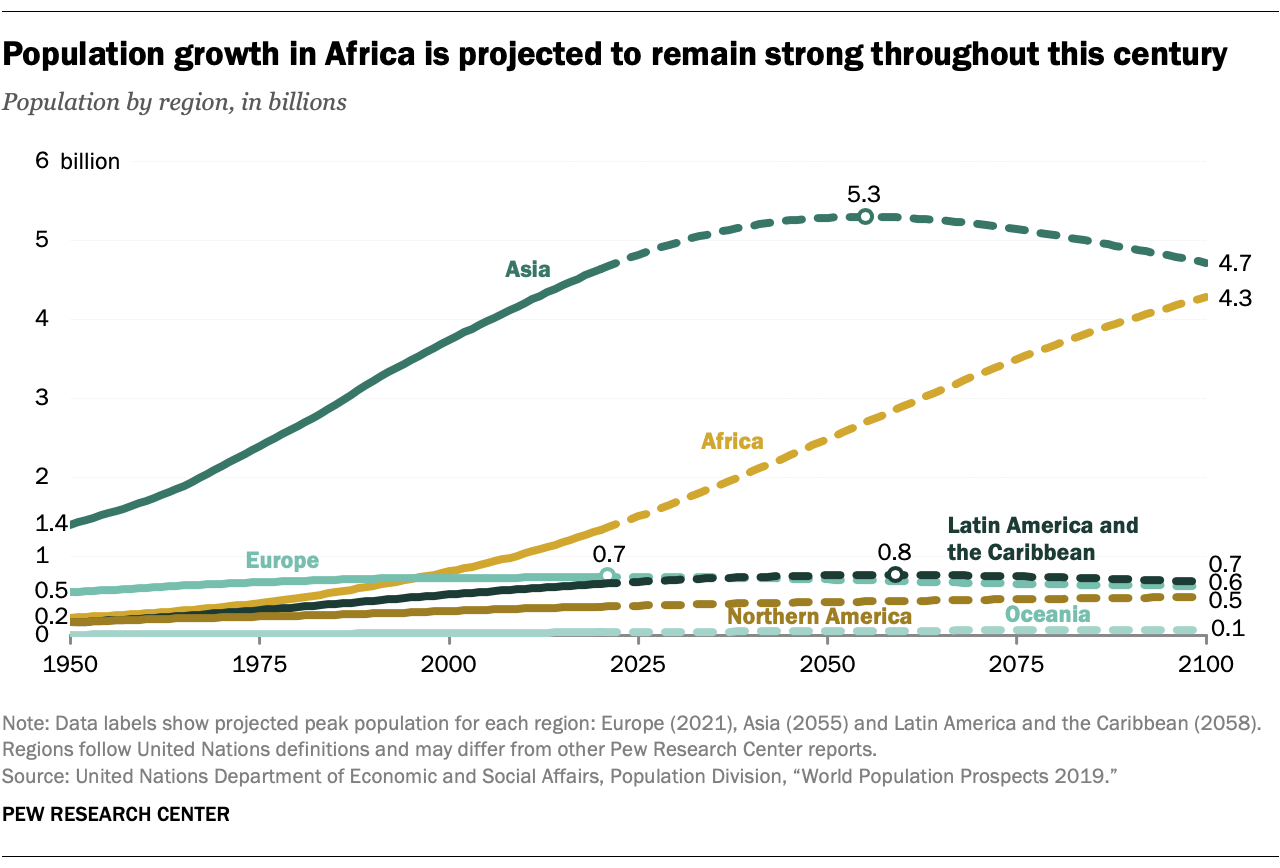 Population growth in Africa is projected to remain strong throughout this century
Population by region, in billions
6 billion
5.3
5
Asia
4.7
4.3
4
3
Africa
2
1.4
Latin America and
the Caribbean
1
Europe
0.7
0.8
0.7
0.6
0.5
0.5
0.2
Northern America
Oceania
0.1
0
1950 1975 2000 2025 2050 2075 2100
Note: Data labels show projected peak population for each region: Europe (2021), Asia (2055) and Latin America and the Caribbean (2058).
Regions follow United Nations definitions and may differ from other Pew Research Center reports.
Source: United Nations Department of Economic and Social Affairs, Population Division, “World Population Prospects 2019.”
PEW RESEARCH CENTER